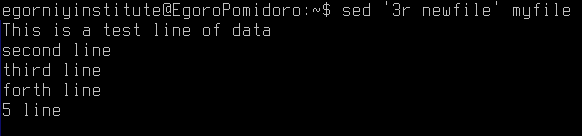 egorniyinstitute@EgoroPomidoro:~$ sed '3r newfile' myfile
This is a test line of data
second line
third line
forth line
5 line